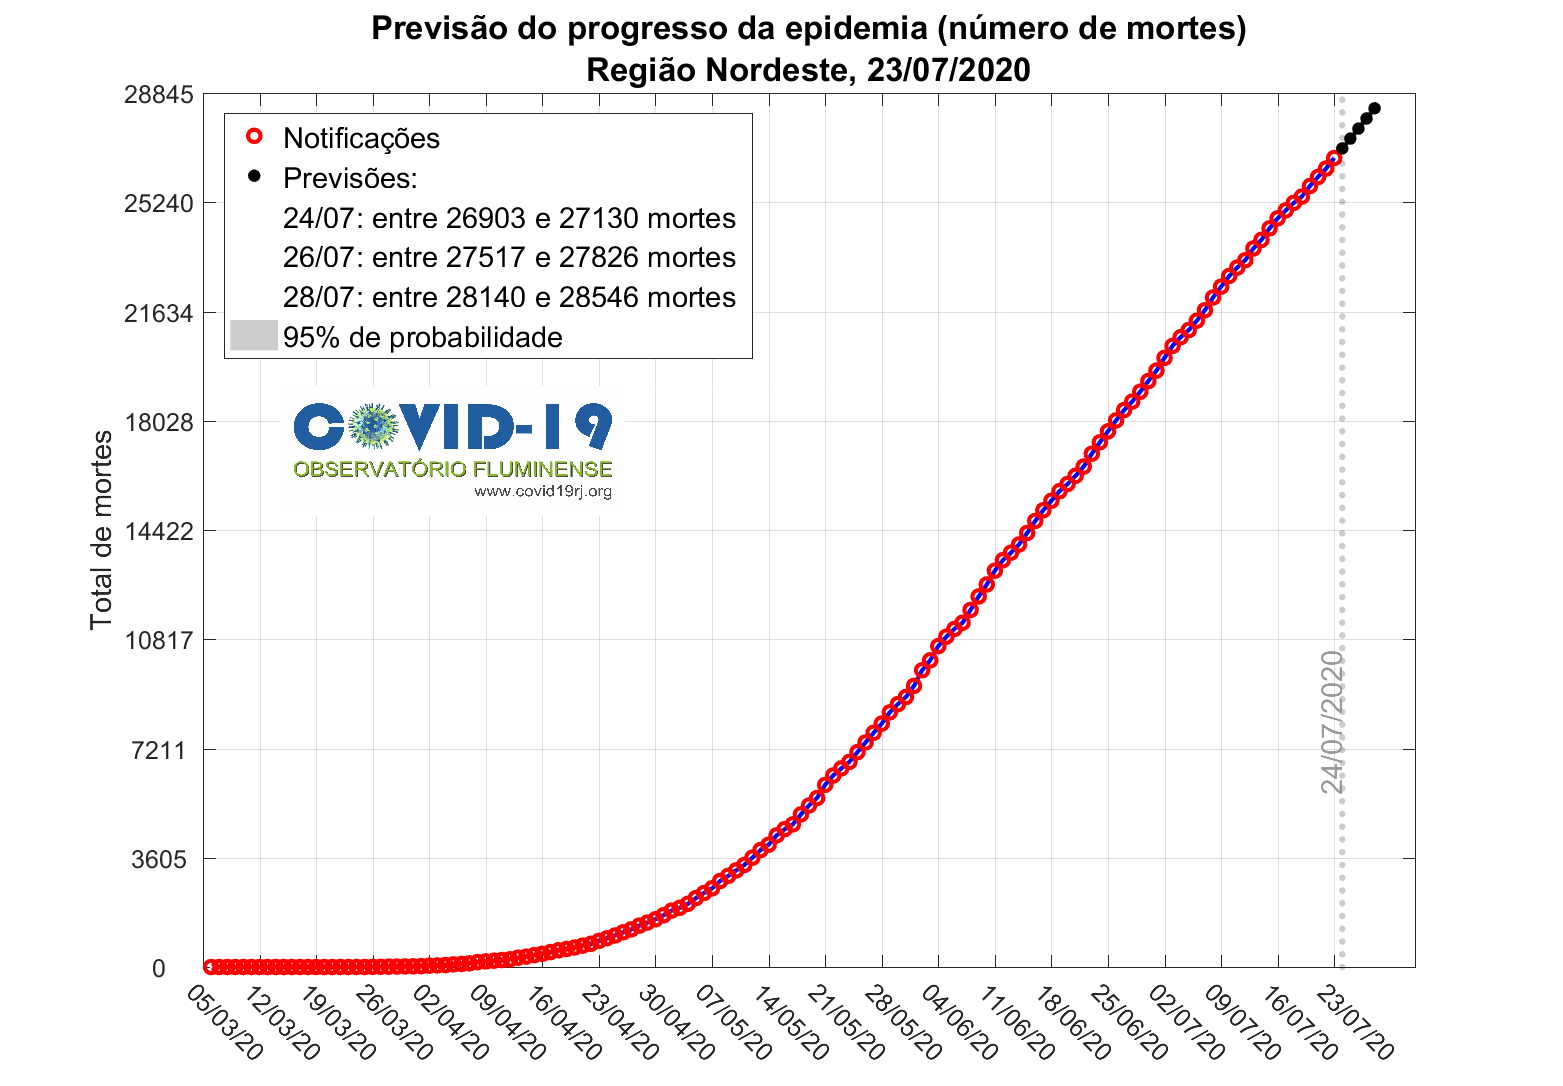 Previsão do progresso da epidemia (número de mortes)
Região Nordeste, 23/07/2020
28845
25240
21634
18028
14422
10817
7211
3605
0
Total de mortes
Notificações
Previsões:
24/07: entre 26903 e 27130 mortes
26/07: entre 27517 e 27826 mortes
28/07: entre 28140 e 28546 mortes
95% de probabilidade
COVID-19
OBSERVATÓRIO FLUMINENSE
www.covid19rj.org
24/07/2020
05/03/20
12/03/20
19/03/20
26/03/20
02/04/20
09/04/20
16/04/20
23/04/20
30/04/20
07/05/20
14/05/20
21/05/20
28/05/20
04/06/20
11/06/20
18/06/20
25/06/20
02/07/20
09/07/20
16/07/20
23/07/20